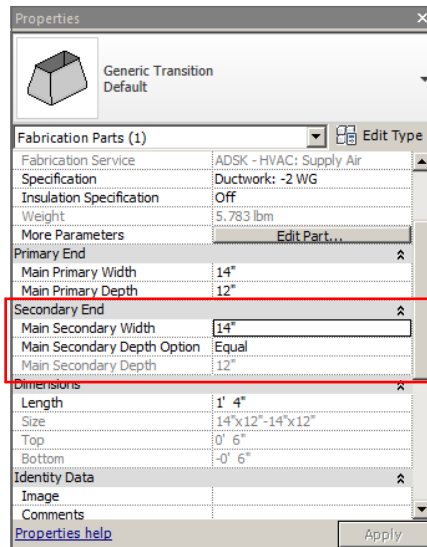 Properties
Generic Transition
Default
Fabrication Parts (1) Edit Type
Fabrication Service ADSK - HVAC: Supply Air
Specification Ductwork: -2 WG
Insulation Specification Off
Weight 5.783 lbm
More Parameters Edit Part...
Primary End
Main Primary Width 14"
Main Primary Depth 12"
Secondary End
Main Secondary Width 14"
Main Secondary Depth Option Equal
Main Secondary Depth 12"
Dimensions
Length 1' 4"
Size 14"x12"-14"x12"
Top 0' 6"
Bottom -0' 6"
Identity Data
Image
Comments
Properties help Apply